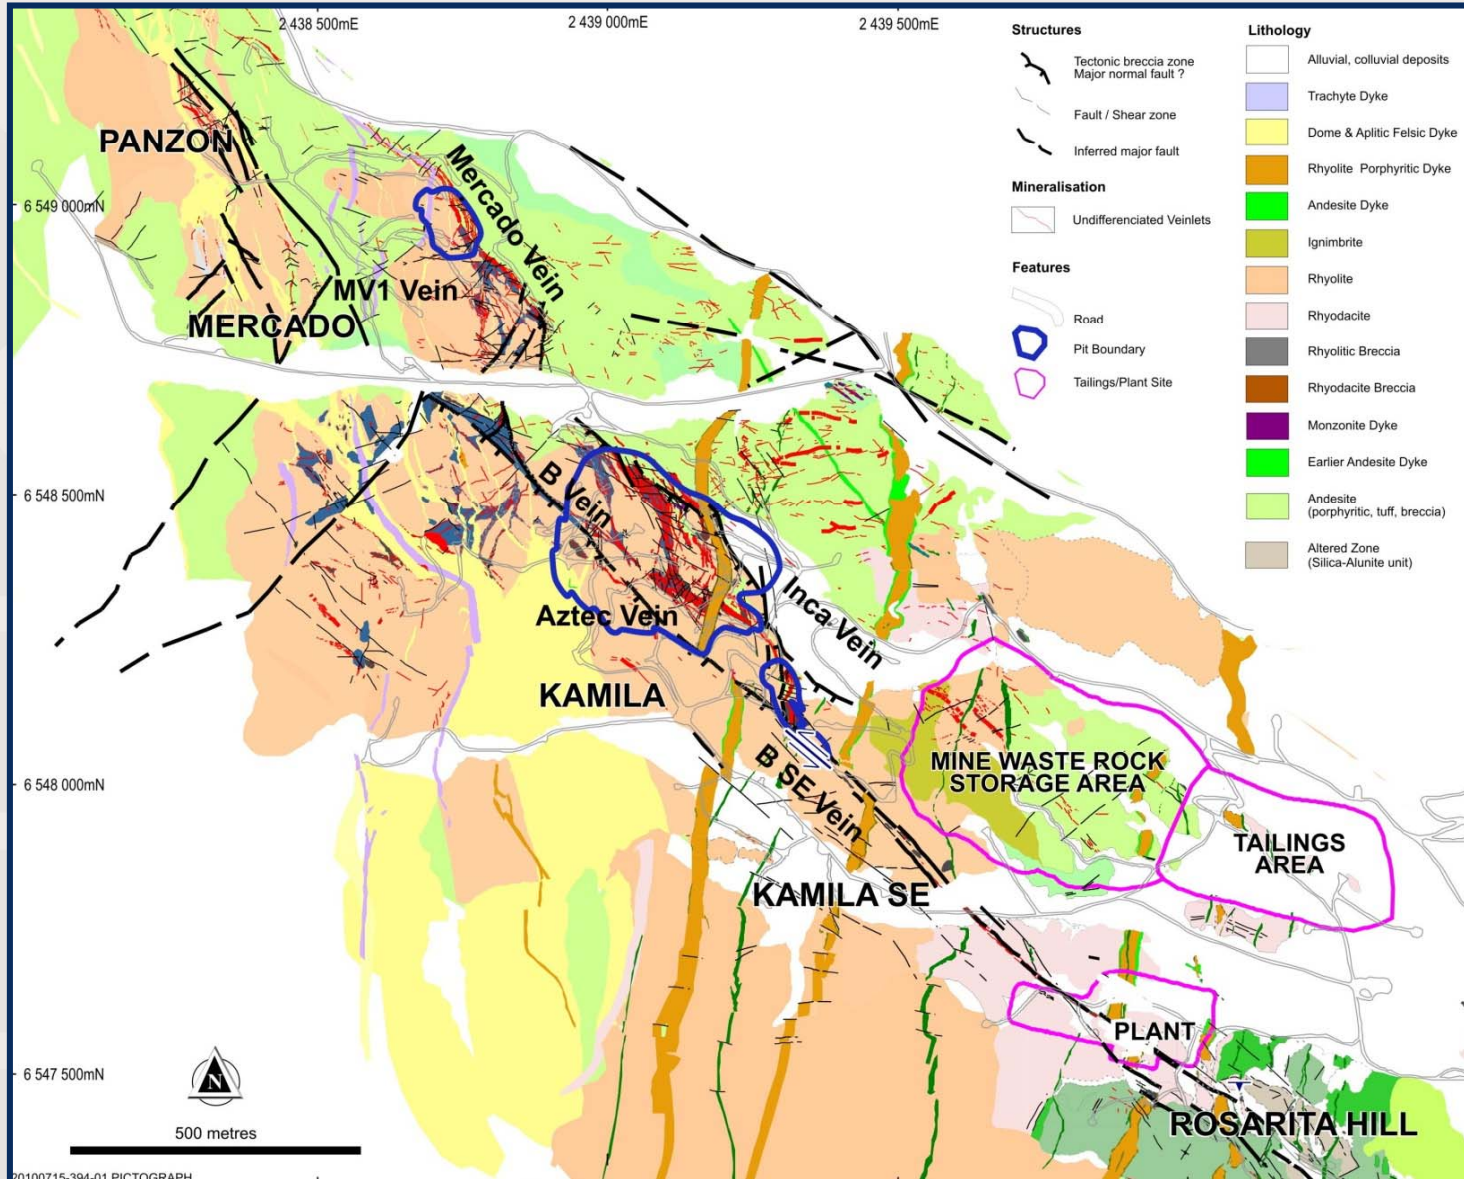 2 438 500mE
2 439 000mE
2 439 500mE
6 549 000mN
6 548 500mN
6 548 000mN
6 547 500mN
PANZON
Mercado Vein
MV1 Vein
MERCADO
B Vein
Aztec Vein
Inca Vein
KAMILA
B SE Vein
KAMILA SE
MINE WASTE ROCK
STORAGE AREA
TAILINGS
AREA
PLANT
ROSARITA HILL
Structures
Tectonic breccia zone
Major normal fault ?
Fault / Shear zone
Inferred major fault
Mineralisation
Undifferenciated Veinlets
Features
Road
Pit Boundary
Tailings/Plant Site
Lithology
Alluvial, colluvial deposits
Trachyte Dyke
Dome & Aplitic Felsic Dyke
Rhyolite Porphyritic Dyke
Andesite Dyke
Ignimbrite
Rhyolite
Rhyodacite
Rhyolitic Breccia
Rhyodacite Breccia
Monzonite Dyke
Earlier Andesite Dyke
Andesite
(porphyritic, tuff, breccia)
Altered Zone
(Silica-Alunite unit)
N
500 metres
20100715-394-01 PICTOGRAPH